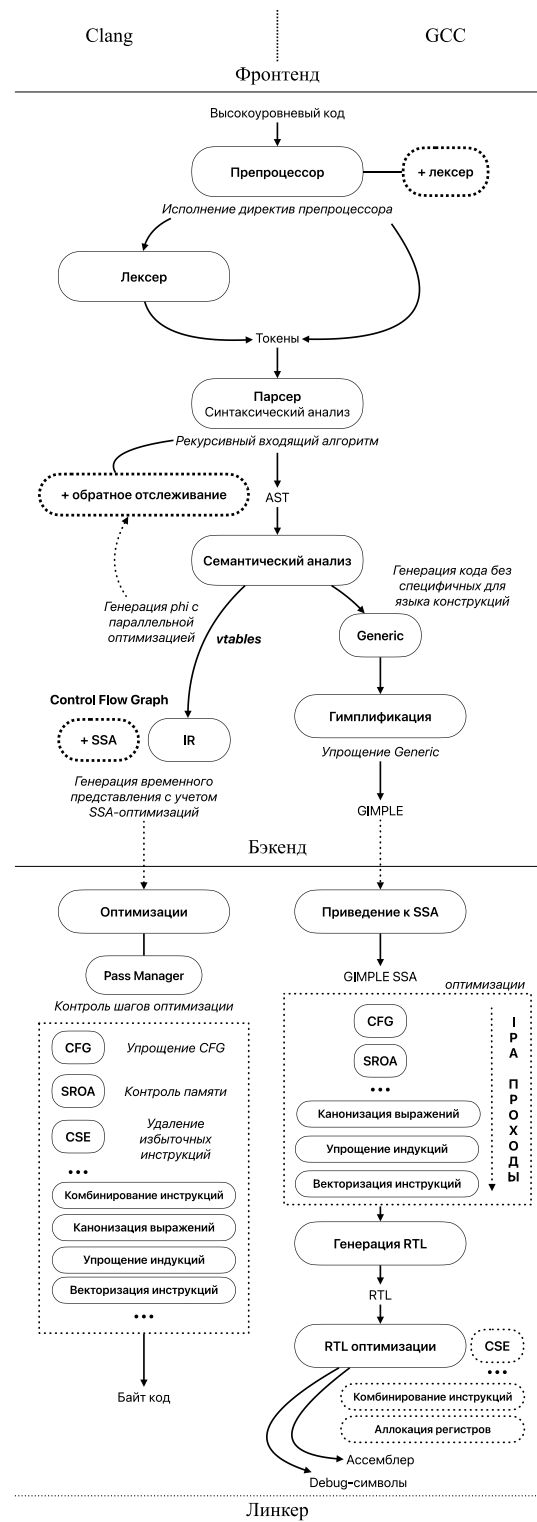 Clang
GCC
Фронтенд
Высокоуровневый код
Препроцессор
+ лексер
Исполнение директив препроцессора
Лексер
Токены
Парсер
Синтаксический анализ
Рекурсивный входящий алгоритм
+ обратное отслеживание
AST
Семантический анализ
Генерация кода без
специфичных для
языка конструкций
Генерация phi с
параллельной
оптимизацией
vtables
Generic
Control Flow Graph
+ SSA
IR
Гимплификация
Упрощение Generic
Генерация временного
представления с учетом
SSA-оптимизаций
GIMPLE
Бэкенд
Оптимизации
Приведение к SSA
Pass Manager
GIMPLE SSA
Контроль шагов оптимизации
оптимизации
CFG
Упрощение CFG
SROA
Контроль памяти
CSE
Удаление
избыточных
инструкций
•••
Комбинирование инструкций
Канонизация выражений
Упрощение индукций
Векторизация инструкций
•••
Байт код
CFG
SROA
•••
Канонизация выражений
Упрощение индукций
Векторизация инструкций
IPA ПРОХОДЫ
Генерация RTL
RTL
RTL оптимизации
CSE
•••
Комбинирование инструкций
Аллокация регистров
Ассемблер
Debug-символы
Линкер